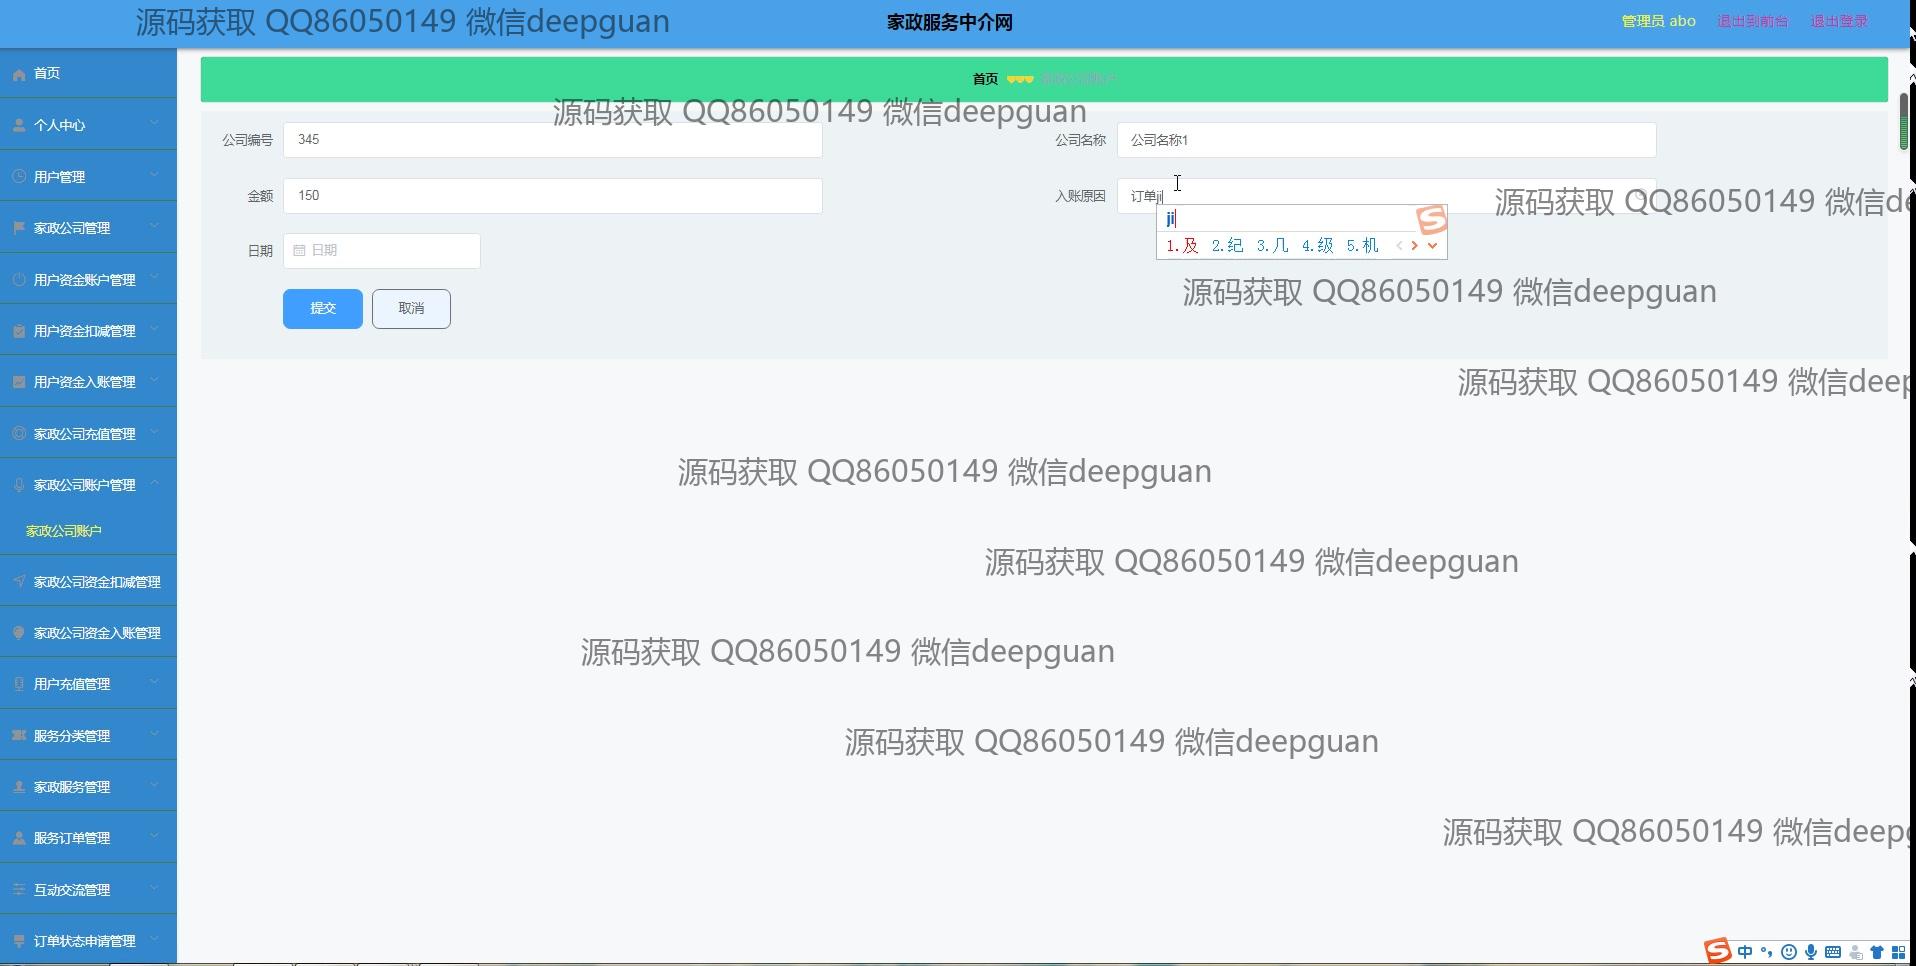 源码获取 QQ86050149 微信deepguan
家政服务中介网
管理员 abo
退出到前台
退出登录
首页
个人中心
用户管理
家政公司管理
用户资金账户管理
用户资金扣减管理
用户资金入账管理
家政公司充值管理
家政公司账户管理
家政公司账户
家政公司资金扣减管理
家政公司资金入账管理
用户充值管理
服务分类管理
家政服务管理
服务订单管理
互动交流管理
订单状态申请管理
首页
家政公司账户
源码获取 QQ86050149 微信deepguan
公司编号 345
公司名称 公司名称1
金额 150
入账原因 订单ji
源码获取 QQ86050149 微信de
ji
1.及 2.纪 3.几 4.级 5.机
日期 日期
源码获取 QQ86050149 微信deepguan
提交 取消
源码获取 QQ86050149 微信deep
源码获取 QQ86050149 微信deepguan
源码获取 QQ86050149 微信deepguan
源码获取 QQ86050149 微信deepguan
源码获取 QQ86050149 微信deepguan
源码获取 QQ86050149 微信deepg
中